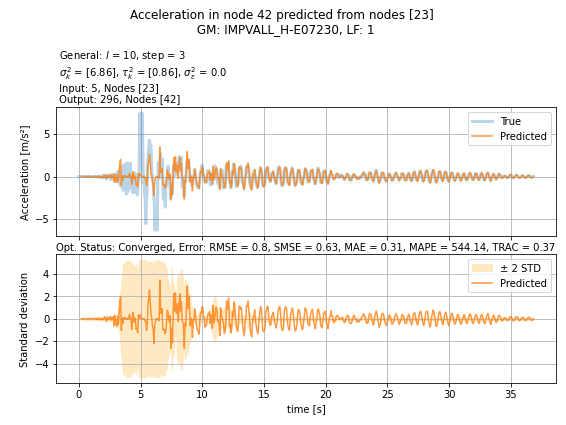 Acceleration in node 42 predicted from nodes [23]
GM: IMPVALL_H-E07230, LF: 1
General: l = 10, step = 3
σ²ₖ = [6.86], τ²ₖ = [0.86], σ²ε = 0.0
Input: 5, Nodes [23]
Output: 296, Nodes [42]
Acceleration [m/s²]
5
0
−5
True
Predicted
Opt. Status: Converged, Error: RMSE = 0.8, SMSE = 0.63, MAE = 0.31, MAPE = 544.14, TRAC = 0.37
Standard deviation
4
2
0
−2
−4
± 2 STD
Predicted
0 5 10 15 20 25 30 35
time [s]